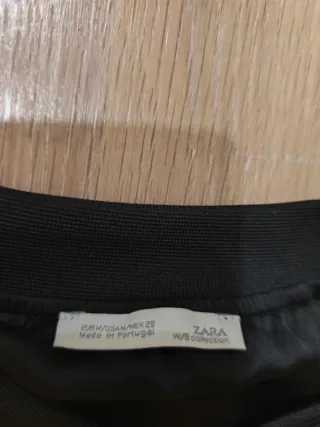 EUR M/USA M/MEX 28
Made in Portugal
ZARA
W/B collection